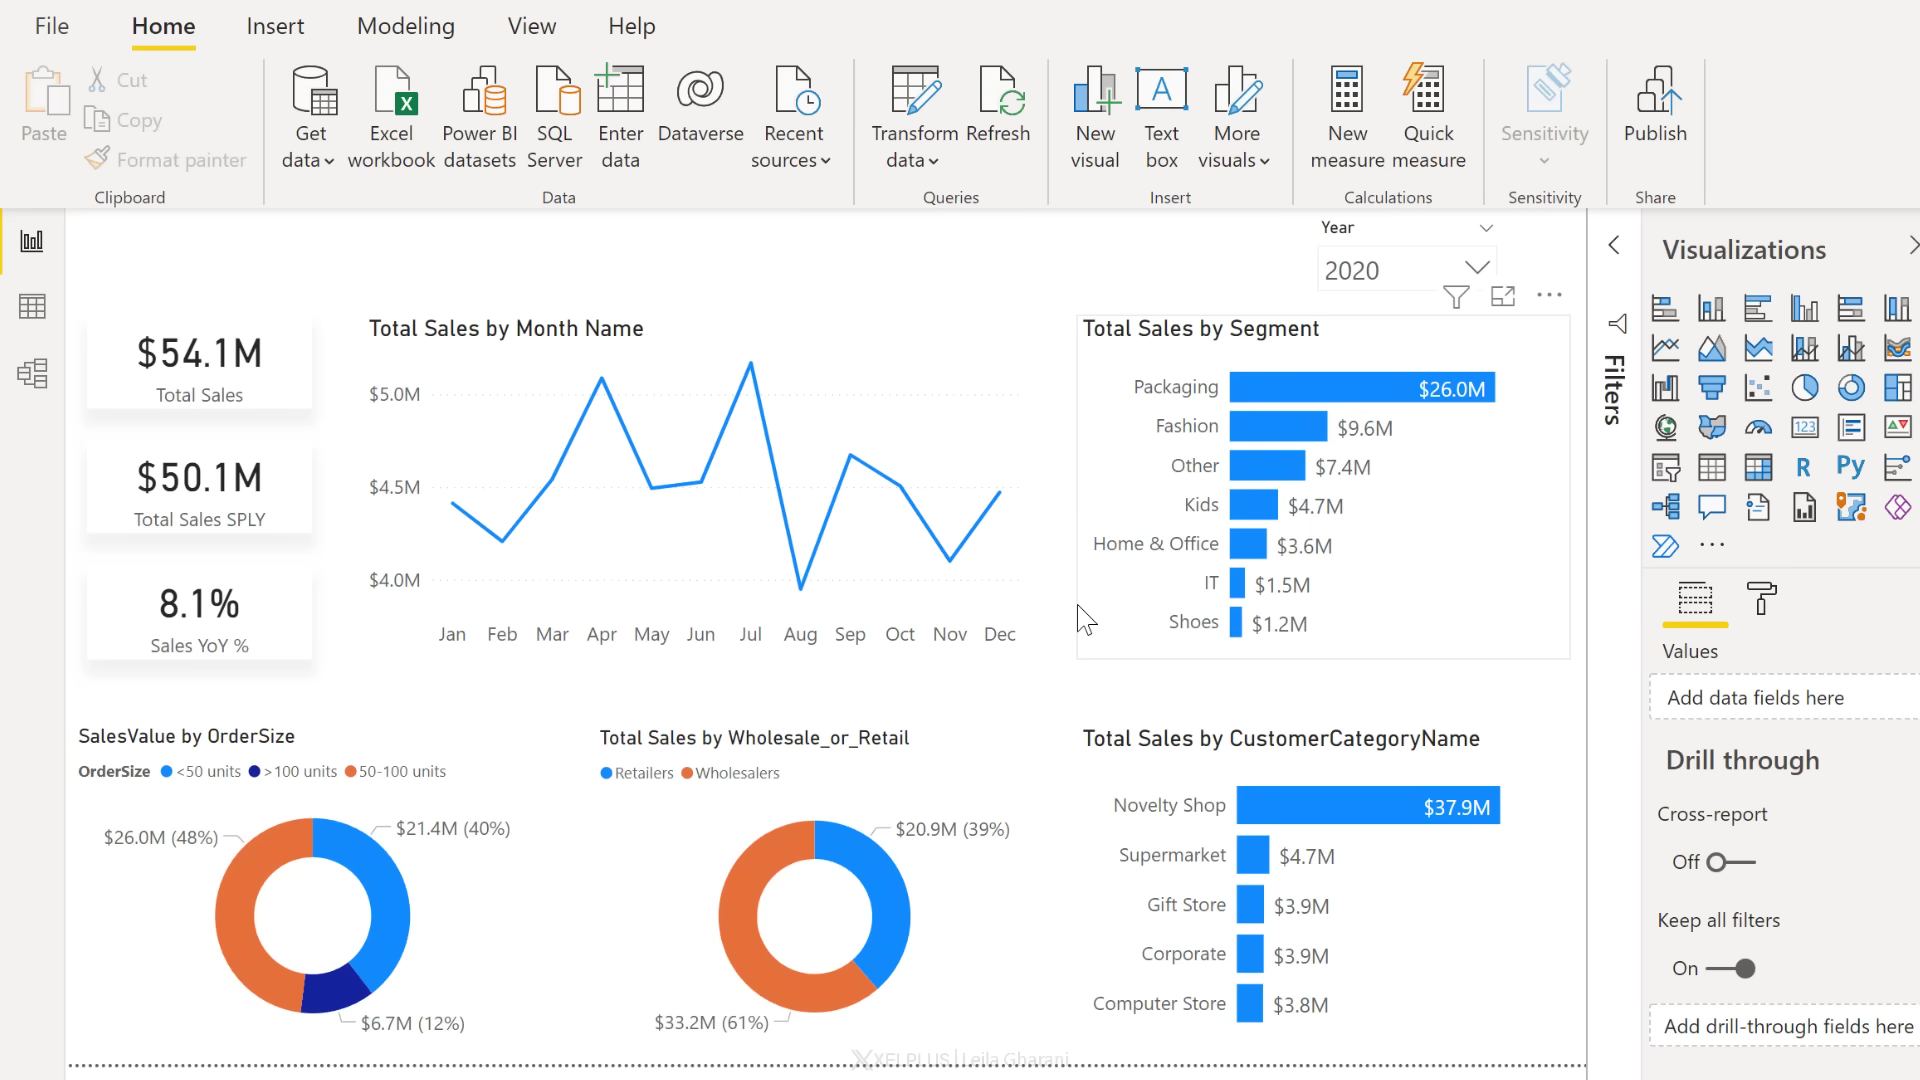 File Home Insert Modeling View Help
Paste
Cut
Copy
Format painter
Clipboard
Get data
Excel workbook
Power BI datasets
SQL Server
Enter data
Dataverse
Recent sources
Data
Transform data
Refresh
Queries
New visual
Text box
More visuals
Insert
New measure
Quick measure
Calculations
Sensitivity
Sensitivity
Publish
Share
Year
2020
$54.1M
Total Sales
$50.1M
Total Sales SPLY
8.1%
Sales YoY %
Total Sales by Month Name
$5.0M
$4.5M
$4.0M
Jan Feb Mar Apr May Jun Jul Aug Sep Oct Nov Dec
Total Sales by Segment
Packaging $26.0M
Fashion $9.6M
Other $7.4M
Kids $4.7M
Home & Office $3.6M
IT $1.5M
Shoes $1.2M
SalesValue by OrderSize
OrderSize <50 units >100 units 50-100 units
$26.0M (48%)
$21.4M (40%)
$6.7M (12%)
Total Sales by Wholesale_or_Retail
Retailers Wholesalers
$20.9M (39%)
$33.2M (61%)
Total Sales by CustomerCategoryName
Novelty Shop $37.9M
Supermarket $4.7M
Gift Store $3.9M
Corporate $3.9M
Computer Store $3.8M
XELPLUS | Leila Gharani
Filters
Visualizations
123
R
Py
Values
Add data fields here
Drill through
Cross-report
Off
Keep all filters
On
Add drill-through fields here